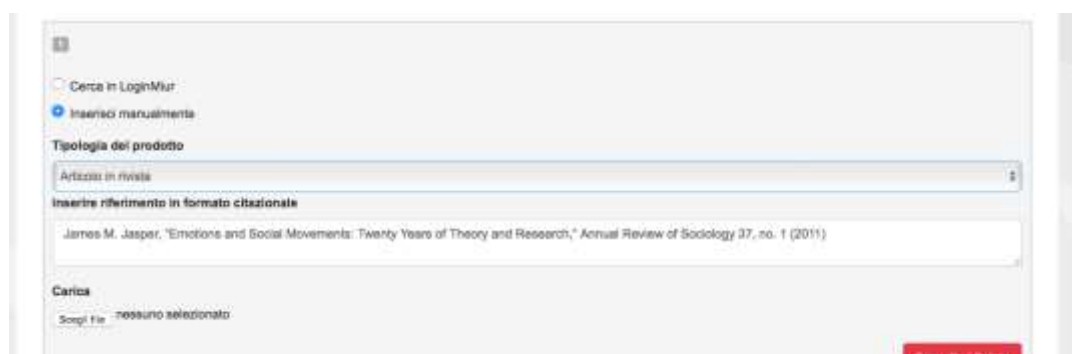 1
Cerca in LoginMiur
Inserisci manualmente
Tipologia del prodotto
Articolo in rivista
Inserire riferimento in formato citazionale
James M. Jasper, "Emotions and Social Movements: Twenty Years of Theory and Research," Annual Review of Sociology 37, no. 1 (2011)
Carica
Scegli file nessuno selezionato